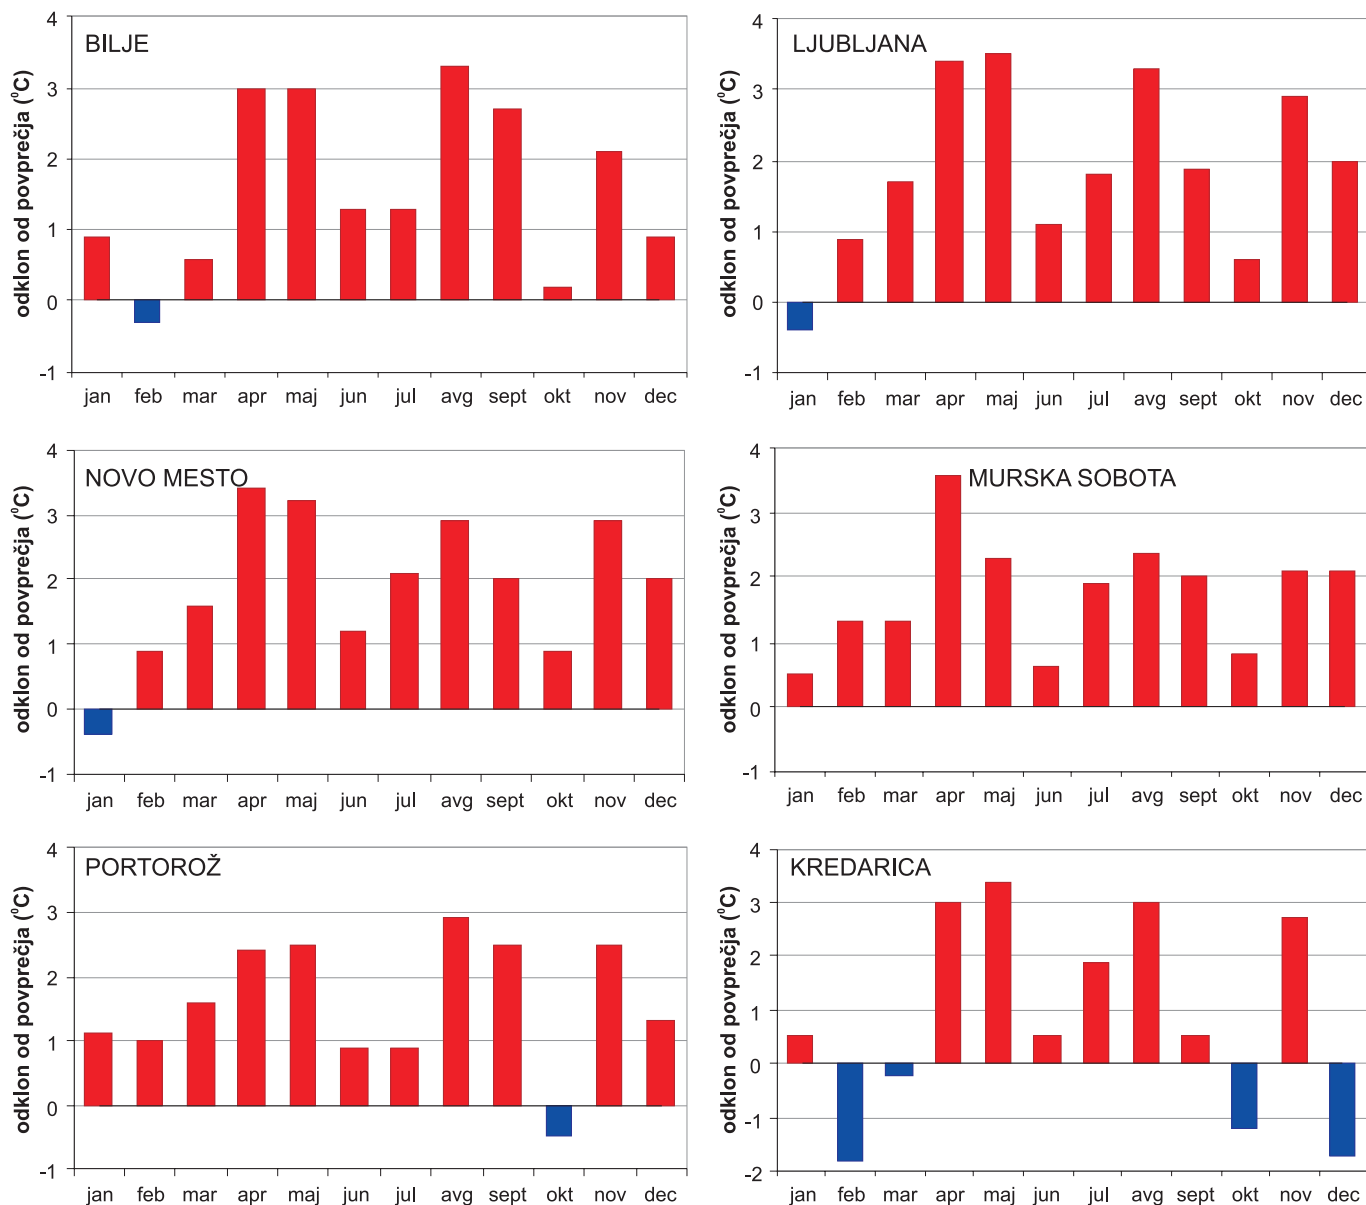 BILJE
odklon od povprečja (⁰C)
4
3
2
1
0
-1
jan feb mar apr maj jun jul avg sept okt nov dec
LJUBLJANA
odklon od povprečja (⁰C)
4
3
2
1
0
-1
jan feb mar apr maj jun jul avg sept okt nov dec
NOVO MESTO
odklon od povprečja (⁰C)
4
3
2
1
0
-1
jan feb mar apr maj jun jul avg sept okt nov dec
MURSKA SOBOTA
odklon od povprečja (⁰C)
4
3
2
1
0
-1
jan feb mar apr maj jun jul avg sept okt nov dec
PORTOROŽ
odklon od povprečja (⁰C)
4
3
2
1
0
-1
jan feb mar apr maj jun jul avg sept okt nov dec
KREDARICA
odklon od povprečja (⁰C)
4
3
2
1
0
-1
-2
jan feb mar apr maj jun jul avg sept okt nov dec